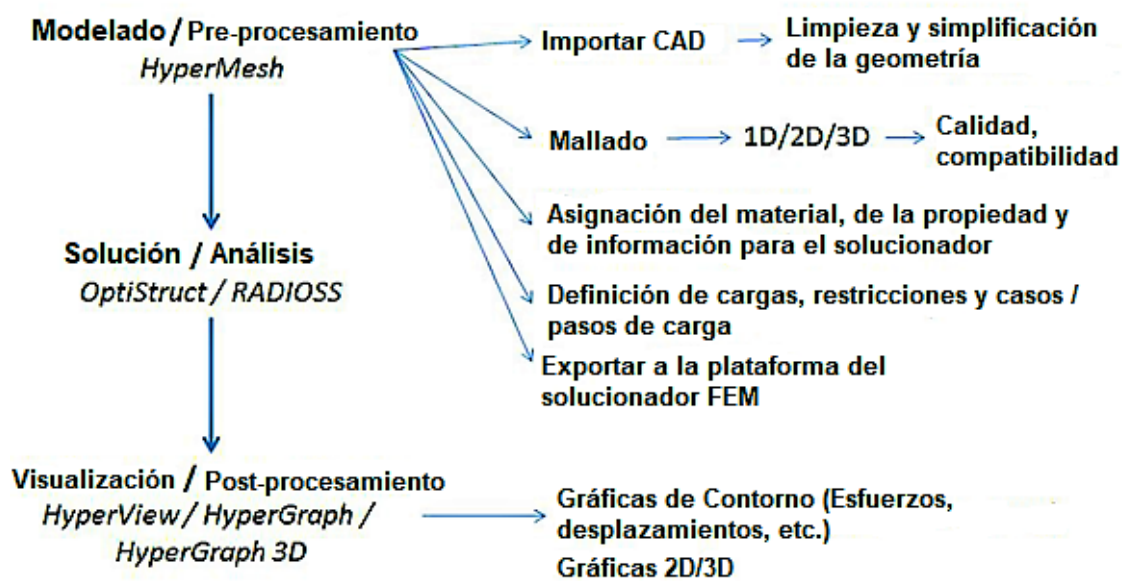 Modelado / Pre-procesamiento
HyperMesh
Importar CAD
Limpieza y simplificación
de la geometría
Mallado
1D/2D/3D
Calidad,
compatibilidad
Asignación del material, de la propiedad y
de información para el solucionador
Definición de cargas, restricciones y casos /
pasos de carga
Exportar a la plataforma del
solucionador FEM
Solución / Análisis
OptiStruct / RADIOSS
Visualización / Post-procesamiento
HyperView / HyperGraph /
HyperGraph 3D
Gráficas de Contorno (Esfuerzos,
desplazamientos, etc.)
Gráficas 2D/3D